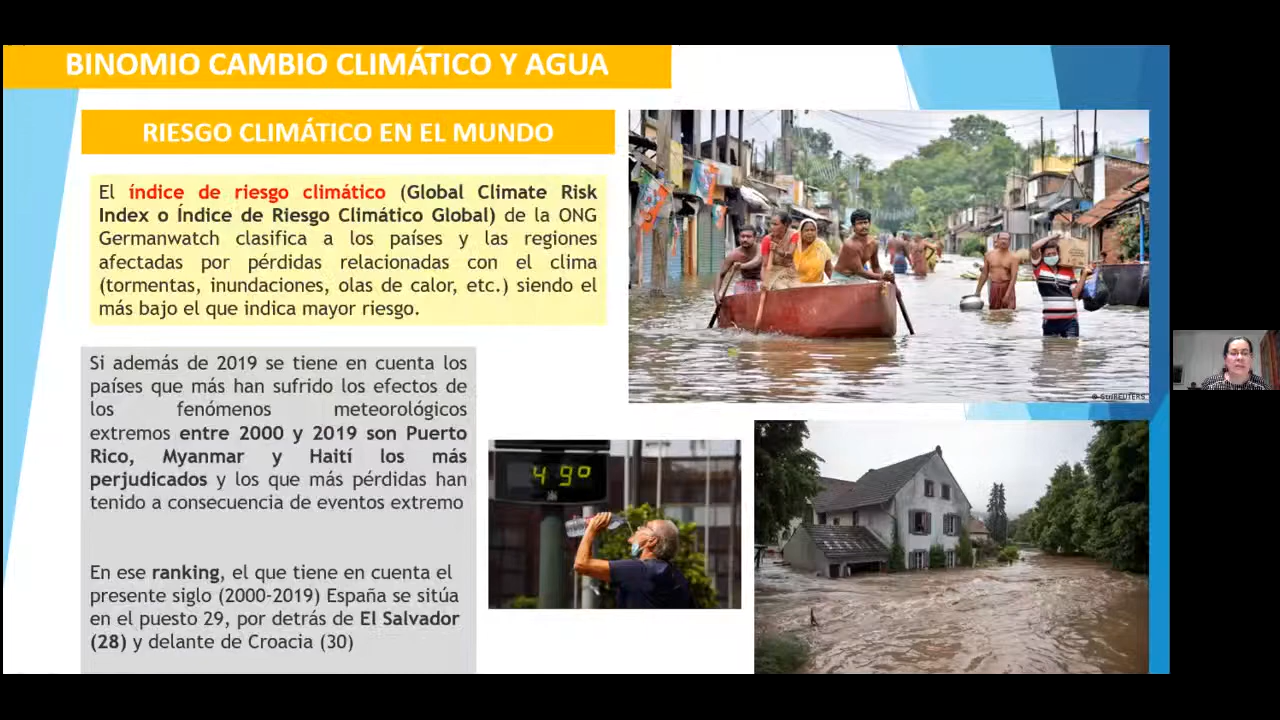 BINOMIO CAMBIO CLIMÁTICO Y AGUA
RIESGO CLIMÁTICO EN EL MUNDO
El índice de riesgo climático (Global Climate Risk
Index o Índice de Riesgo Climático Global) de la ONG
Germanwatch clasifica a los países y las regiones
afectadas por pérdidas relacionadas con el clima
(tormentas, inundaciones, olas de calor, etc.) siendo el
más bajo el que indica mayor riesgo.
Si además de 2019 se tiene en cuenta los
países que más han sufrido los efectos de
los fenómenos meteorológicos
extremos entre 2000 y 2019 son Puerto
Rico, Myanmar y Haití los más
perjudicados y los que más pérdidas han
tenido a consecuencia de eventos extremo
En ese ranking, el que tiene en cuenta el
presente siglo (2000-2019) España se sitúa
en el puesto 29, por detrás de El Salvador
(28) y delante de Croacia (30)
49º
© Str/REUTERS